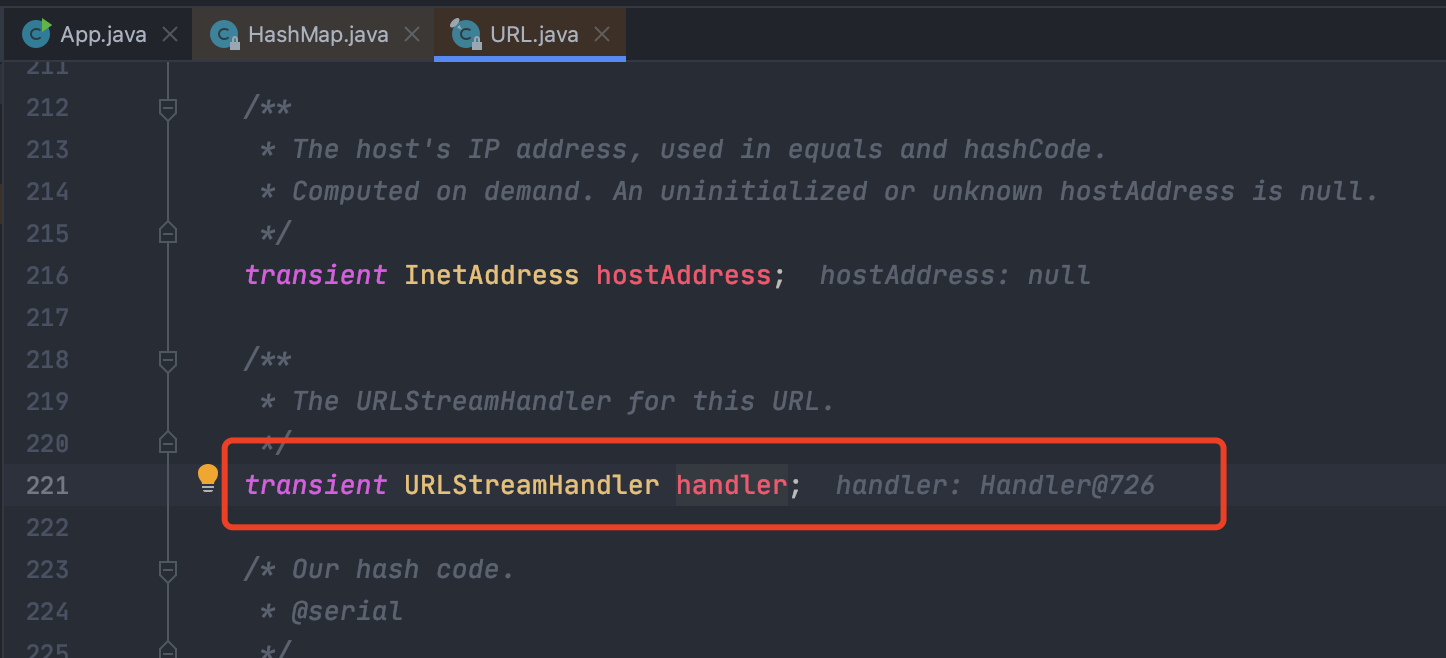 App.java HashMap.java URL.java
211
212 /**
213 * The host's IP address, used in equals and hashCode.
214 * Computed on demand. An uninitialized or unknown hostAddress is null.
215 */
216 transient InetAddress hostAddress; hostAddress: null
217
218 /**
219 * The URLStreamHandler for this URL.
220 */
221 transient URLStreamHandler handler; handler: Handler@726
222
223 /* Our hash code.
224 * @serial
225 */